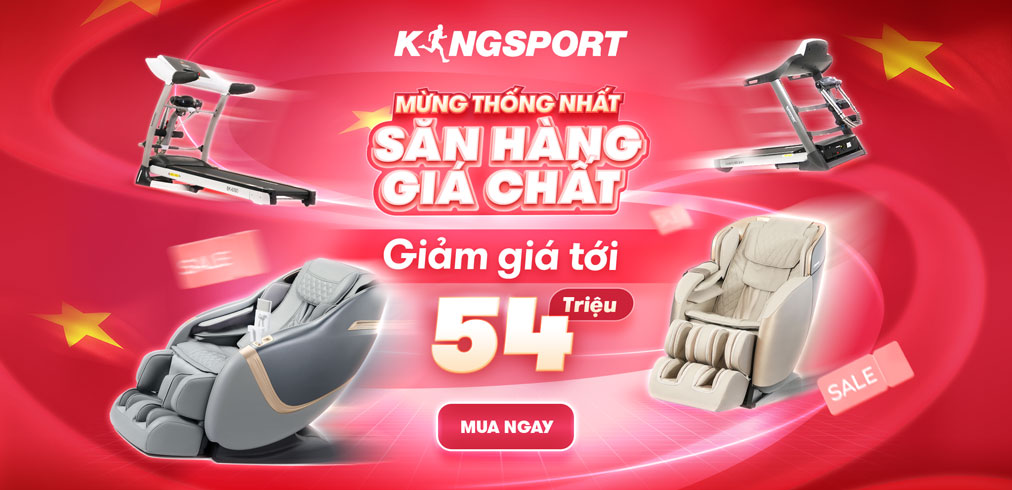 KINGSPORT
MỪNG THỐNG NHẤT
SĂN HÀNG
GIÁ CHẤT
Giảm giá tới
54 Triệu
MUA NGAY
SALE
SALE